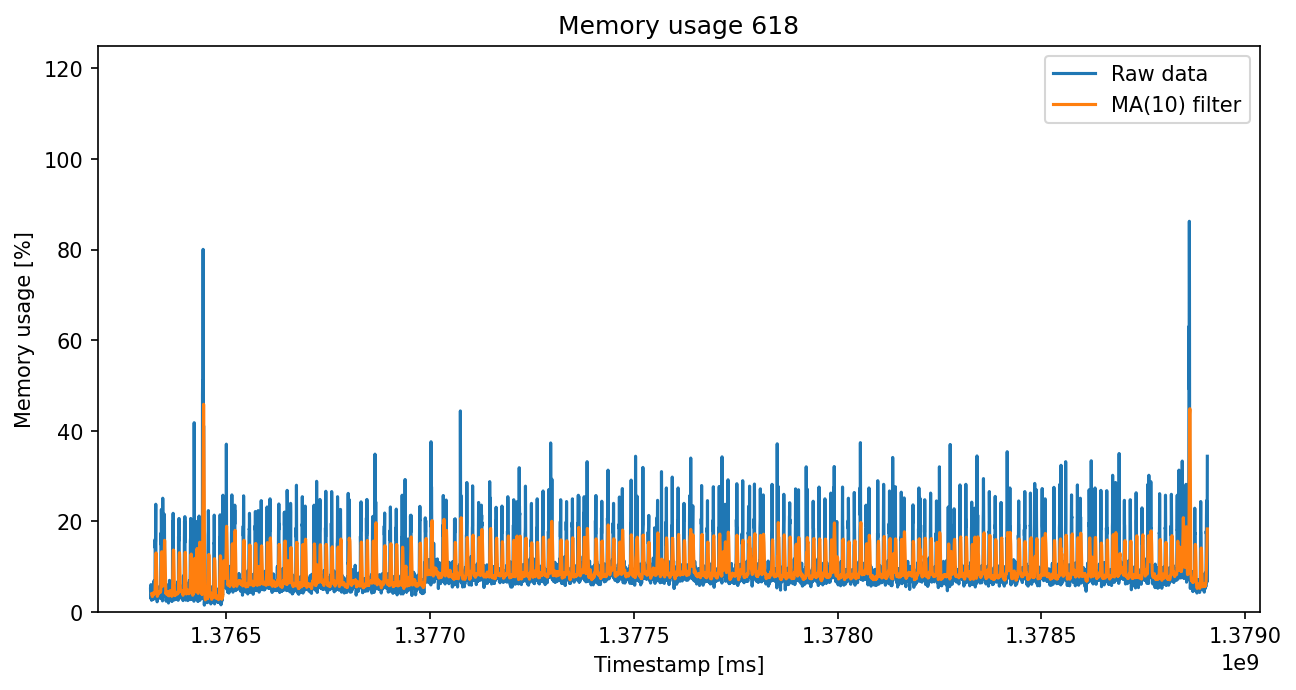 Memory usage 618
Raw data
MA(10) filter
Memory usage [%]
120
100
80
60
40
20
0
1.3765 1.3770 1.3775 1.3780 1.3785 1.3790
1e9
Timestamp [ms]